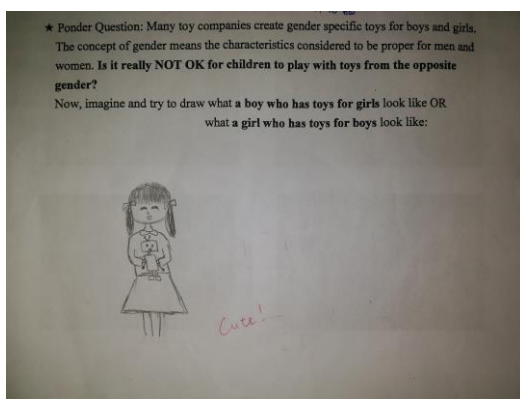 ★ Ponder Question: Many toy companies create gender specific toys for boys and girls.
The concept of gender means the characteristics considered to be proper for men and
women. Is it really NOT OK for children to play with toys from the opposite
gender?
Now, imagine and try to draw what a boy who has toys for girls look like OR
what a girl who has toys for boys look like:
Cute!